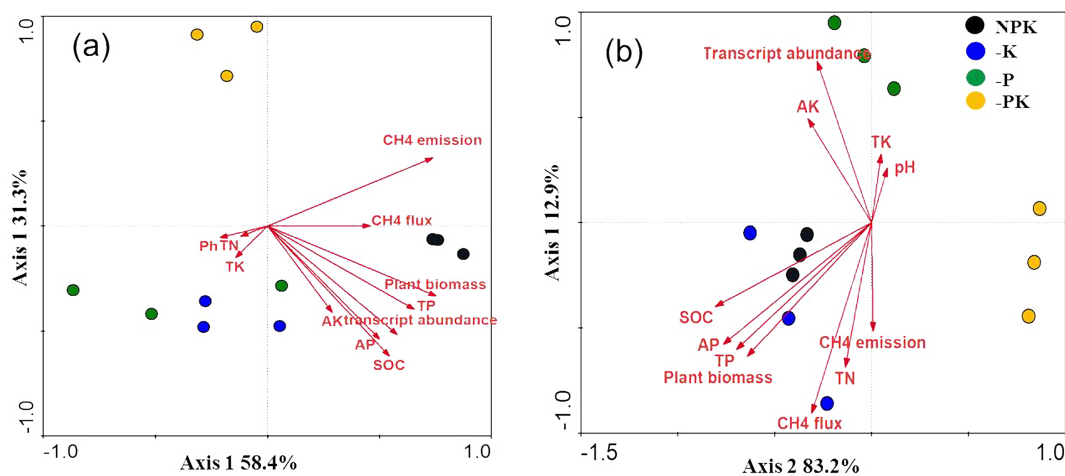 (a)
1.0
Axis 1 31.3%
-1.0
CH4 emission
CH4 flux
Ph TN
TK
Plant biomass
TP
AK transcript abundance
AP
SOC
-1.0
1.0
Axis 1 58.4%
(b)
1.0
Axis 1 12.9%
-1.0
Transcript abundance
AK
TK
pH
SOC
AP
TP
CH4 emission
Plant biomass
TN
CH4 flux
-1.5
1.0
Axis 2 83.2%
NPK
-K
-P
-PK